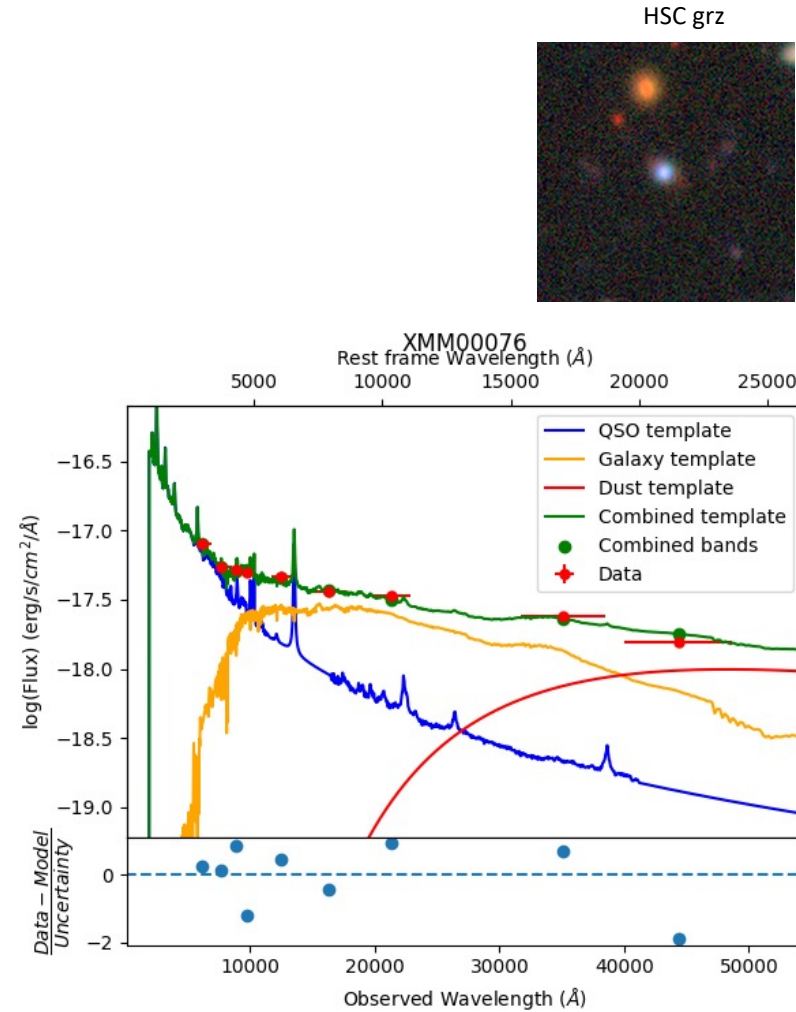 HSC grz
XMM00076
Rest frame Wavelength (Å)
5000 10000 15000 20000 25000
−16.5
−17.0
−17.5
−18.0
−18.5
−19.0
log(Flux) (erg/s/cm²/Å)
QSO template
Galaxy template
Dust template
Combined template
Combined bands
Data
0
−2
Data − Model
Uncertainty
10000 20000 30000 40000 50000
Observed Wavelength (Å)